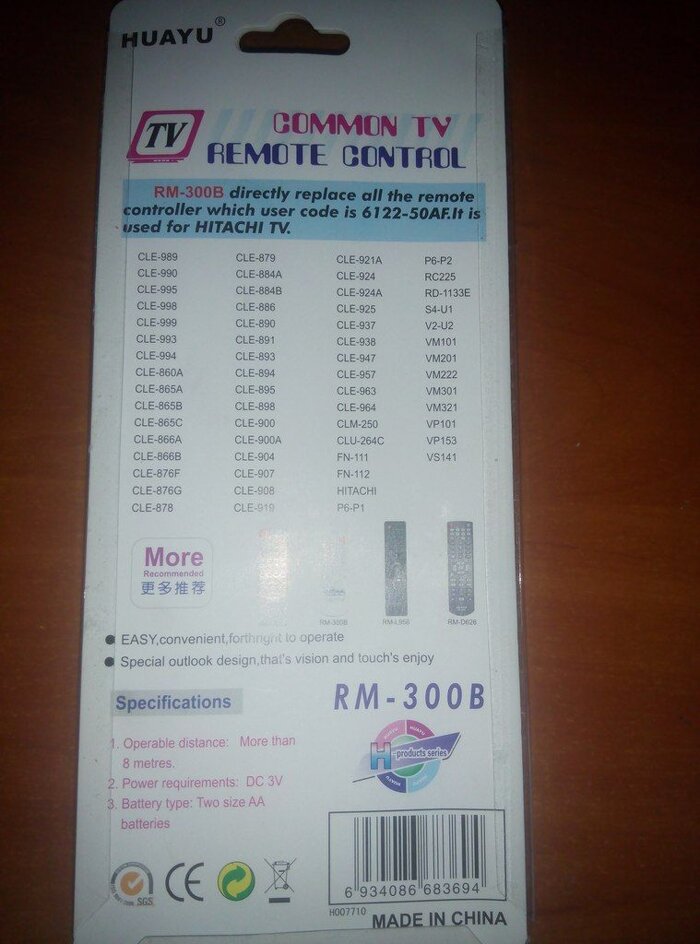 HUAYU®
TV
COMMON TV
REMOTE CONTROL
RM-300B directly replace all the remote
controller which user code is 6122-50AF.It is
used for HITACHI TV.
CLE-989 CLE-879 CLE-921A P6-P2
CLE-990 CLE-884A CLE-924 RC225
CLE-995 CLE-884B CLE-924A RD-1133E
CLE-998 CLE-886 CLE-925 S4-U1
CLE-999 CLE-890 CLE-937 V2-U2
CLE-993 CLE-891 CLE-938 VM101
CLE-994 CLE-893 CLE-947 VM201
CLE-860A CLE-894 CLE-957 VM222
CLE-865A CLE-895 CLE-963 VM301
CLE-865B CLE-898 CLE-964 VM321
CLE-865C CLE-900 CLM-250 VP101
CLE-866A CLE-900A CLU-264C VP153
CLE-866B CLE-904 FN-111 VS141
CLE-876F CLE-907 FN-112
CLE-876G CLE-908 HITACHI
CLE-878 CLE-919 P6-P1
More
Recommended
更多推荐
RM-300B RM-L956 RM-D626
● EASY,convenient,forthright to operate
● Special outlook design,that's vision and touch's enjoy
Specifications
RM-300B
1. Operable distance: More than
8 metres.
2. Power requirements: DC 3V
3. Battery type: Two size AA
batteries
HUAYU HUAYU
H-products series
HUAYU HUAYU
SGS
CE
6 934086 683694
H007710
MADE IN CHINA